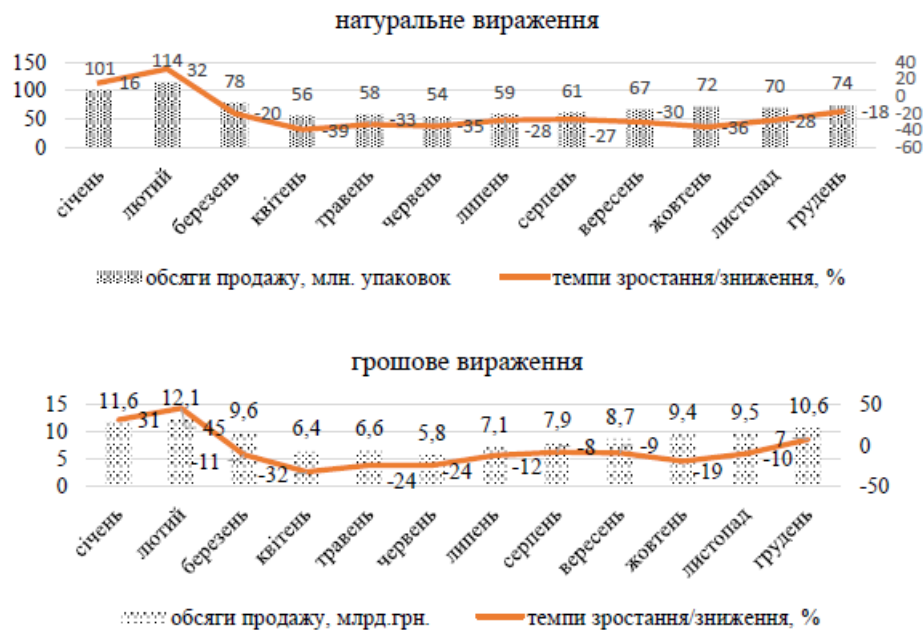 натуральне вираження
150 101 16 114 32 78 56 58 54 59 61 67 72 70 74 40
100 20
50 -20 -39 -33 -35 -28 -27 -30 -36 -28 -18 0
0 -20
-40
-60
січень лютий березень квітень травень червень липень серпень вересень жовтень листопад грудень
обсяги продажу, млн. упаковок темпи зростання/зниження, %
грошове вираження
15 11,6 12,1 9,6 6,4 6,6 5,8 7,1 7,9 8,7 9,4 9,5 10,6 50
10 31 45 7
5 -11 -32 -24 -24 -12 -8 -9 -19 -10 0
0 -50
січень лютий березень квітень травень червень липень серпень вересень жовтень листопад грудень
обсяги продажу, млрд.грн. темпи зростання/зниження, %